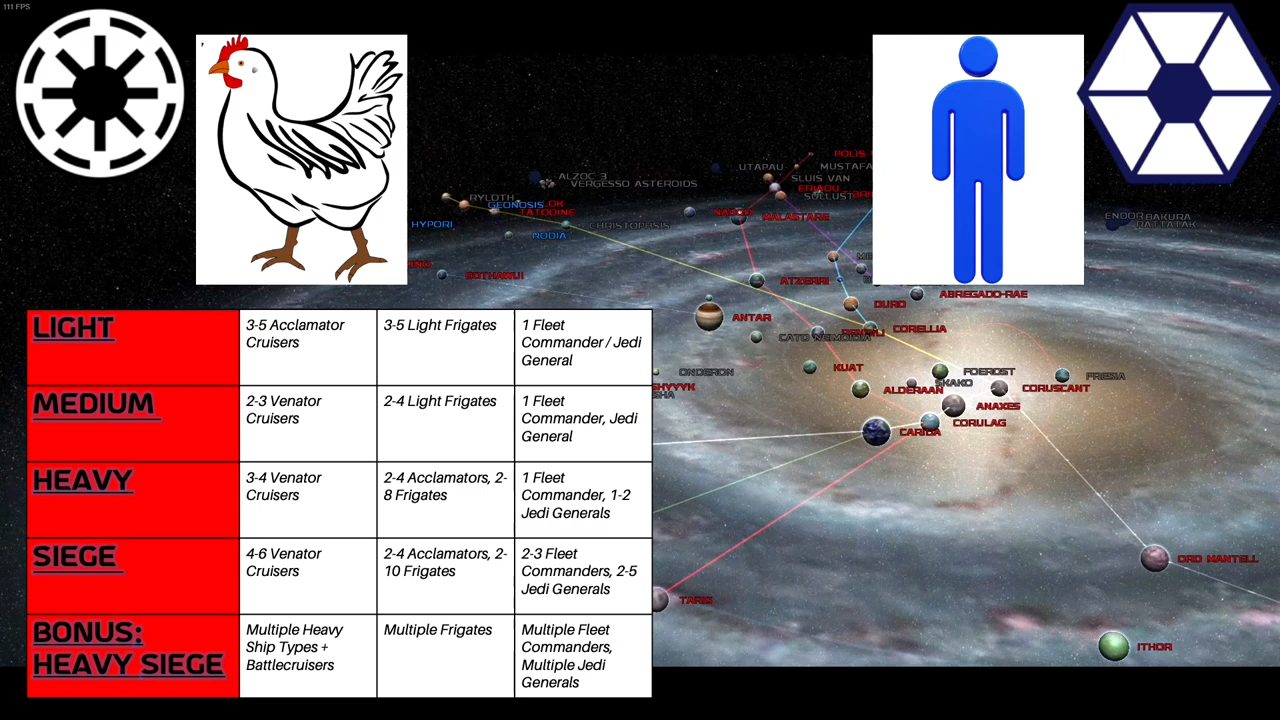 111 FPS
POLIS
UTAPAU
MUSTAFA
ALZOC 3
VERGESSO ASTEROIDS
SLUIS VAN
ERIADU
SULLUST
RYLOTH
GEONOSIS
TATOOINE
NABOO
MALASTARE
ENDOR
BAKURA
RATTATAK
HYPORI
CHRISTOPHSIS
RODIA
BOTHAWUI
ATZERRI
ABREGADO-RAE
DURO
ANTAR
CORELLIA
CATO NEIMOIDIA
KUAT
ONDERON
FOEROST
SKAKO
FRESIA
ALDERAAN
CORUSCANT
ANAXES
CORULAG
CARIDA
ORD MANTELL
TARIS
ITHOR
LIGHT
3-5 Acclamator
Cruisers
3-5 Light Frigates
1 Fleet
Commander / Jedi
General
MEDIUM
2-3 Venator
Cruisers
2-4 Light Frigates
1 Fleet
Commander, Jedi
General
HEAVY
3-4 Venator
Cruisers
2-4 Acclamators, 2-
8 Frigates
1 Fleet
Commander, 1-2
Jedi Generals
SIEGE
4-6 Venator
Cruisers
2-4 Acclamators, 2-
10 Frigates
2-3 Fleet
Commanders, 2-5
Jedi Generals
BONUS:
HEAVY SIEGE
Multiple Heavy
Ship Types +
Battlecruisers
Multiple Frigates
Multiple Fleet
Commanders,
Multiple Jedi
Generals